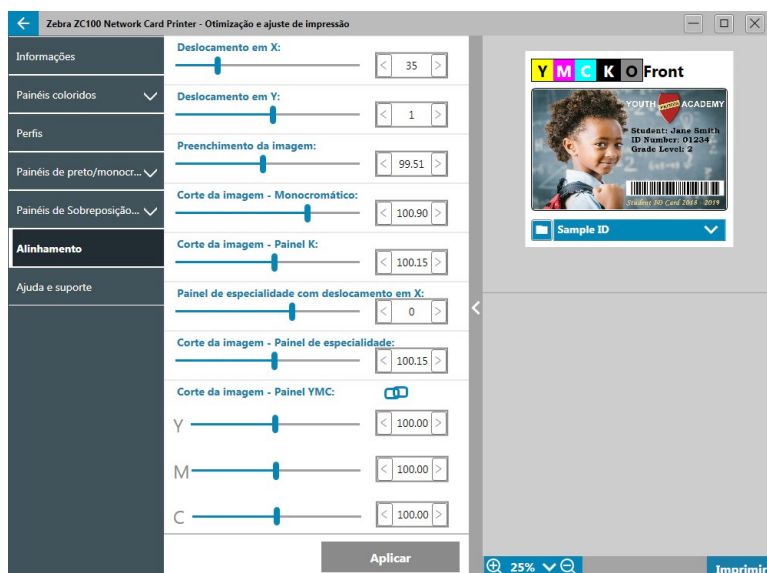 Zebra ZC100 Network Card Printer - Otimização e ajuste de impressão
Informações
Painéis coloridos
Perfis
Painéis de preto/monocr...
Painéis de Sobreposição...
Alinhamento
Ajuda e suporte
Deslocamento em X:
35
Deslocamento em Y:
1
Preenchimento da imagem:
99.51
Corte da imagem - Monocromático:
100.90
Corte da imagem - Painel K:
100.15
Painel de especialidade com deslocamento em X:
0
Corte da imagem - Painel de especialidade:
100.15
Corte da imagem - Painel YMC:
Y
100.00
M
100.00
C
100.00
Aplicar
Y M C K O Front
YOUTH ACADEMY
Student: Jane Smith
ID Number: 01234
Grade Level: 2
Student ID Card 2018 - 2019
Sample ID
25%
Imprimir